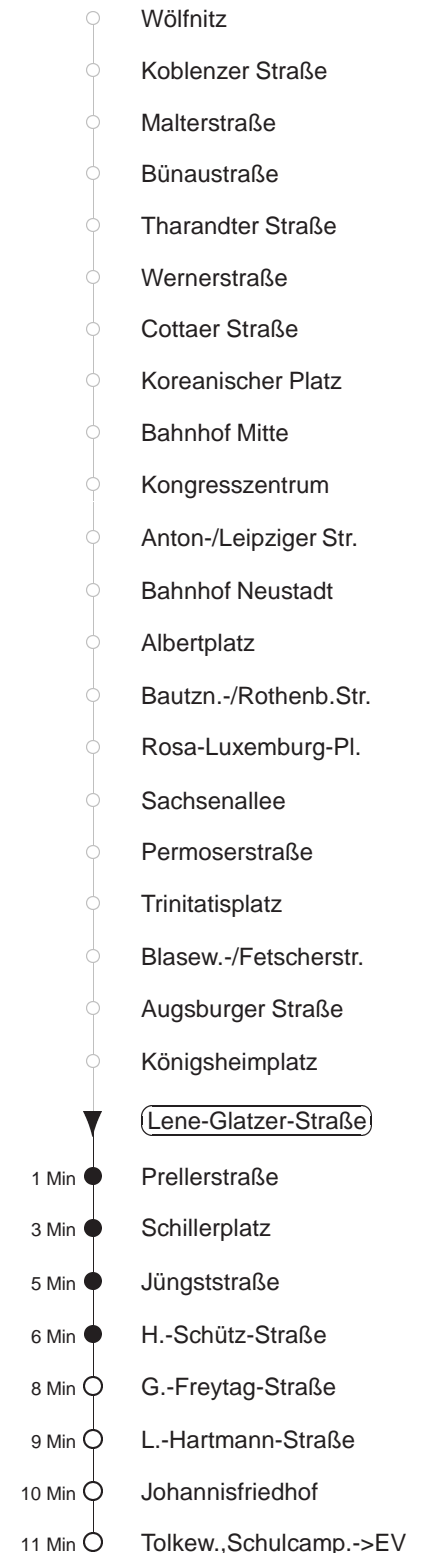 Wölfnitz
Koblenzer Straße
Malterstraße
Bünaustraße
Tharandter Straße
Wernerstraße
Cottaer Straße
Koreanischer Platz
Bahnhof Mitte
Kongresszentrum
Anton-/Leipziger Str.
Bahnhof Neustadt
Albertplatz
Bautzn.-/Rothenb.Str.
Rosa-Luxemburg-Pl.
Sachsenallee
Permoserstraße
Trinitatisplatz
Blasew.-/Fetscherstr.
Augsburger Straße
Königsheimplatz
Lene-Glatzer-Straße
1 Min Prellerstraße
3 Min Schillerplatz
5 Min Jüngststraße
6 Min H.-Schütz-Straße
8 Min G.-Freytag-Straße
9 Min L.-Hartmann-Straße
10 Min Johannisfriedhof
11 Min Tolkew.,Schulcamp.->EV